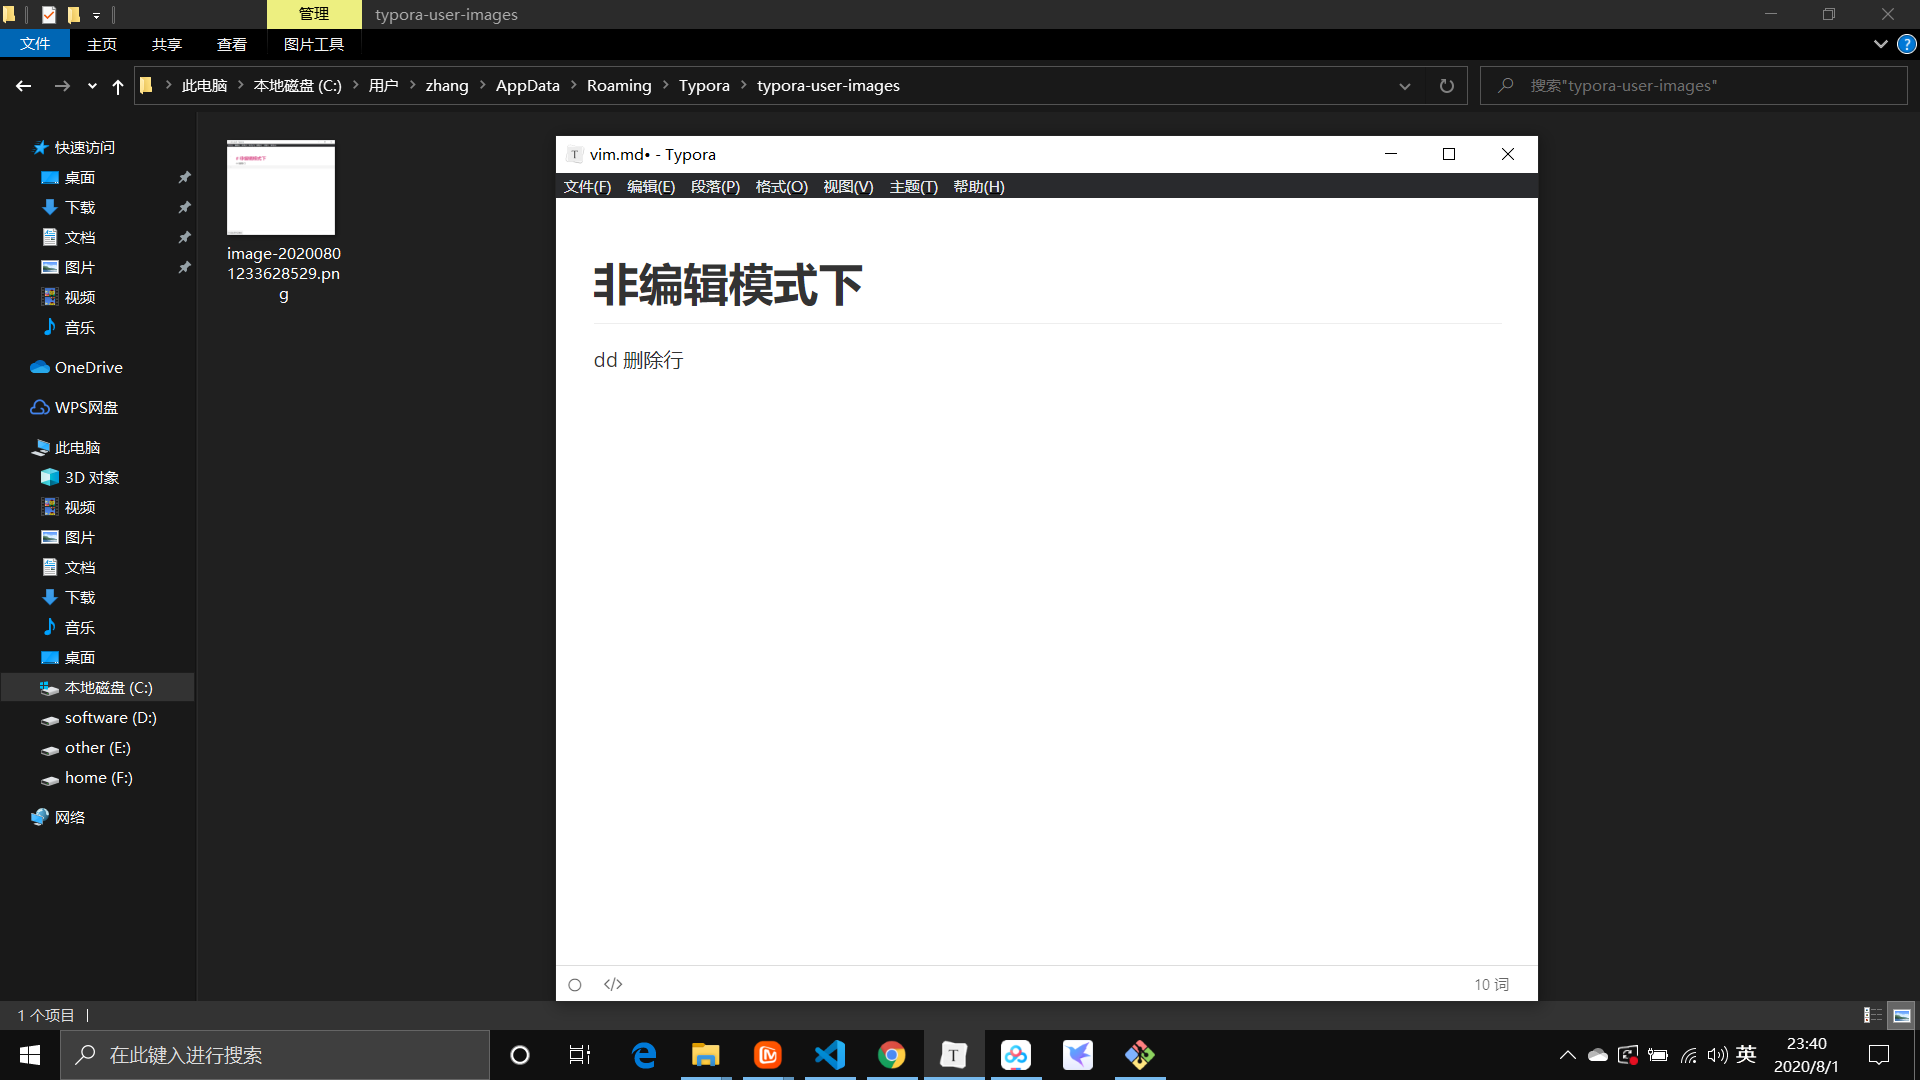 管理
typora-user-images
文件
主页
共享
查看
图片工具
此电脑
本地磁盘 (C:)
用户
zhang
AppData
Roaming
Typora
typora-user-images
搜索"typora-user-images"
快速访问
桌面
下载
文档
图片
视频
音乐
OneDrive
WPS网盘
此电脑
3D 对象
视频
图片
文档
下载
音乐
桌面
本地磁盘 (C:)
software (D:)
other (E:)
home (F:)
网络
image-2020080
1233628529.pn
g
vim.md• - Typora
文件(F)
编辑(E)
段落(P)
格式(O)
视图(V)
主题(T)
帮助(H)
非编辑模式下
dd 删除行
</>
10 词
1 个项目
在此键入进行搜索
英
23:40
2020/8/1